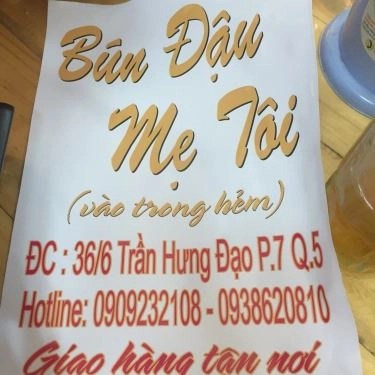 Bún Đậu
Mẹ Tôi
(vào trong hẻm)
ĐC : 36/6 Trần Hưng Đạo P.7 Q.5
Hotline: 0909232108 - 0938620810
Giao hàng tận nơi